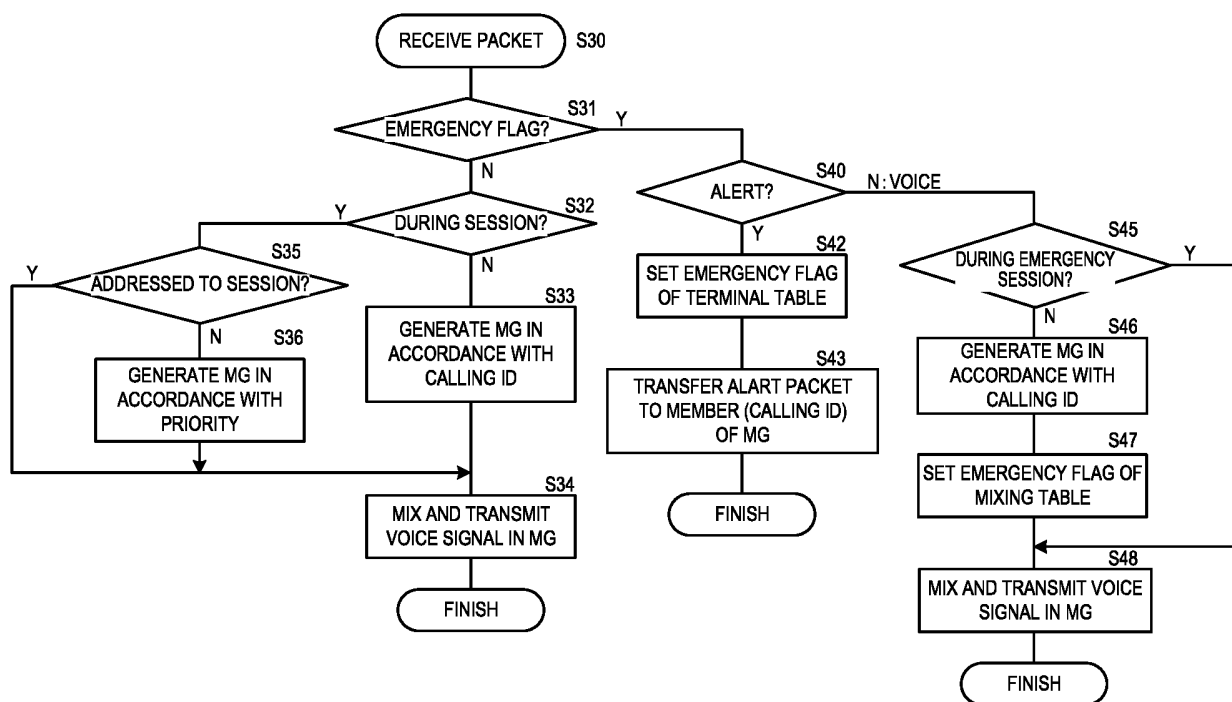 RECEIVE PACKET
S30
S31
EMERGENCY FLAG?
Y
N
S32
Y
DURING SESSION?
N
S35
Y
ADDRESSED TO SESSION?
N
S36
GENERATE MG IN
ACCORDANCE WITH
PRIORITY
S33
GENERATE MG IN
ACCORDANCE WITH
CALLING ID
S34
MIX AND TRANSMIT
VOICE SIGNAL IN MG
FINISH
S40
ALERT?
N : VOICE
Y
S42
SET EMERGENCY FLAG
OF TERMINAL TABLE
S43
TRANSFER ALART PACKET
TO MEMBER (CALLING ID)
OF MG
FINISH
S45
DURING EMERGENCY
SESSION?
Y
N
S46
GENERATE MG IN
ACCORDANCE WITH
CALLING ID
S47
SET EMERGENCY FLAG OF
MIXING TABLE
S48
MIX AND TRANSMIT VOICE
SIGNAL IN MG
FINISH